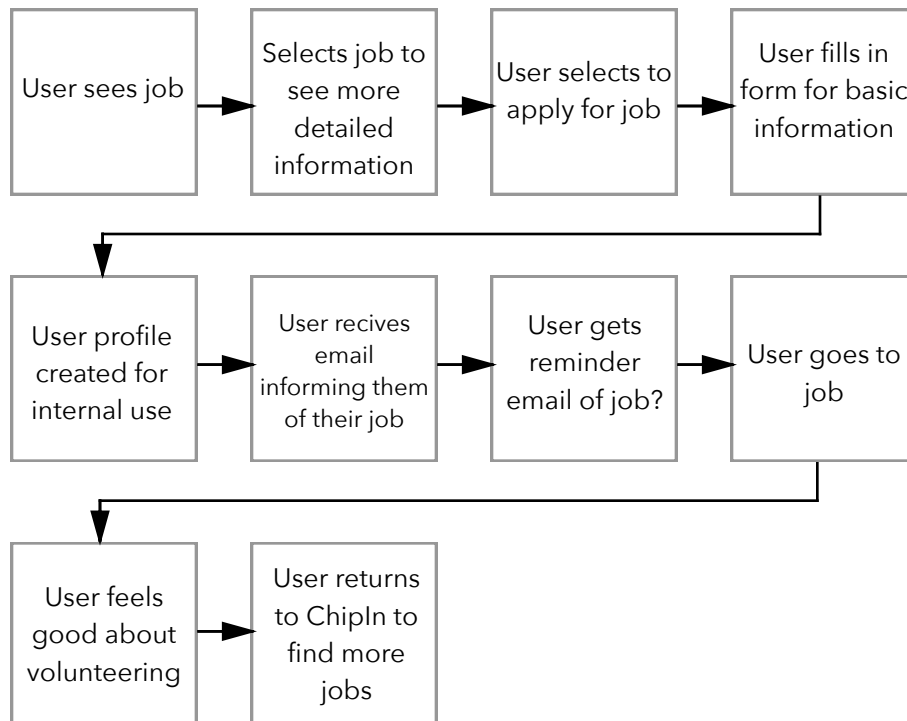 User sees job
Selects job to
see more
detailed
information
User selects to
apply for job
User fills in
form for basic
information
User profile
created for
internal use
User recives
email
informing them
of their job
User gets
reminder
email of job?
User goes to
job
User feels
good about
volunteering
User returns
to ChipIn to
find more
jobs